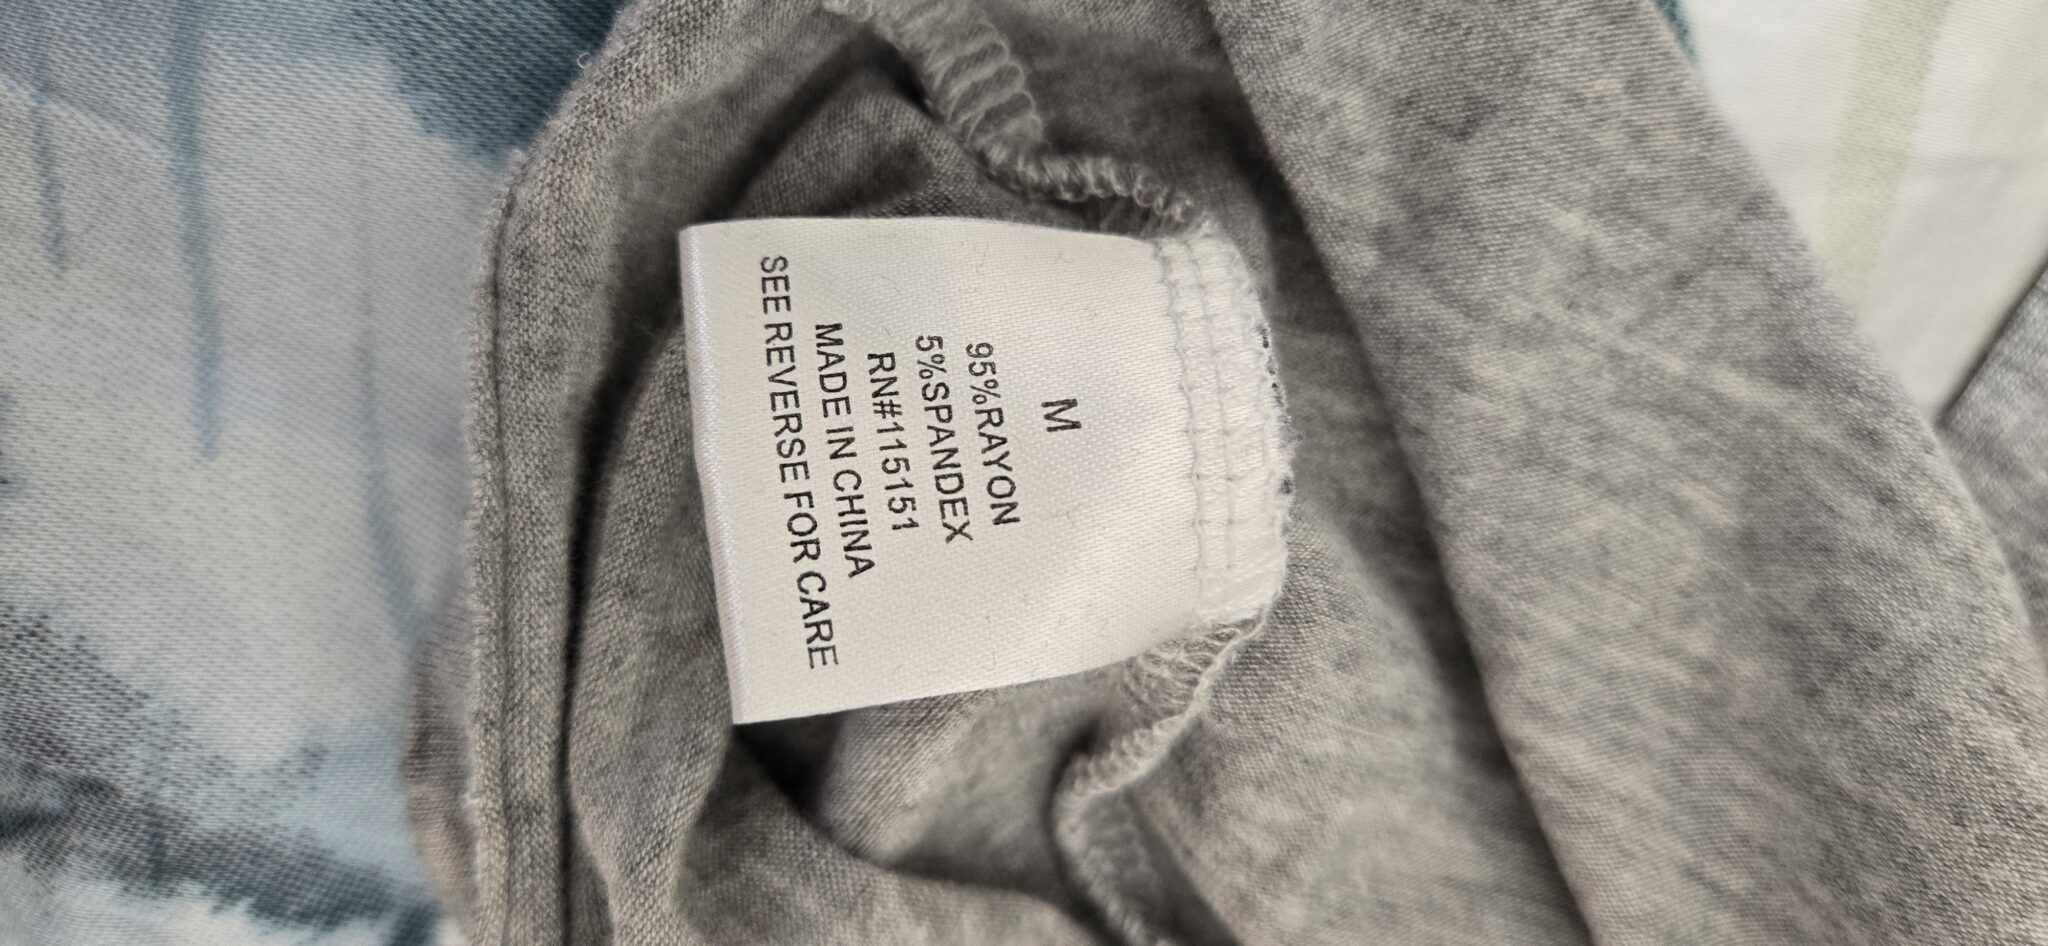 M
95%RAYON
5%SPANDEX
RN#115151
MADE IN CHINA
SEE REVERSE FOR CARE